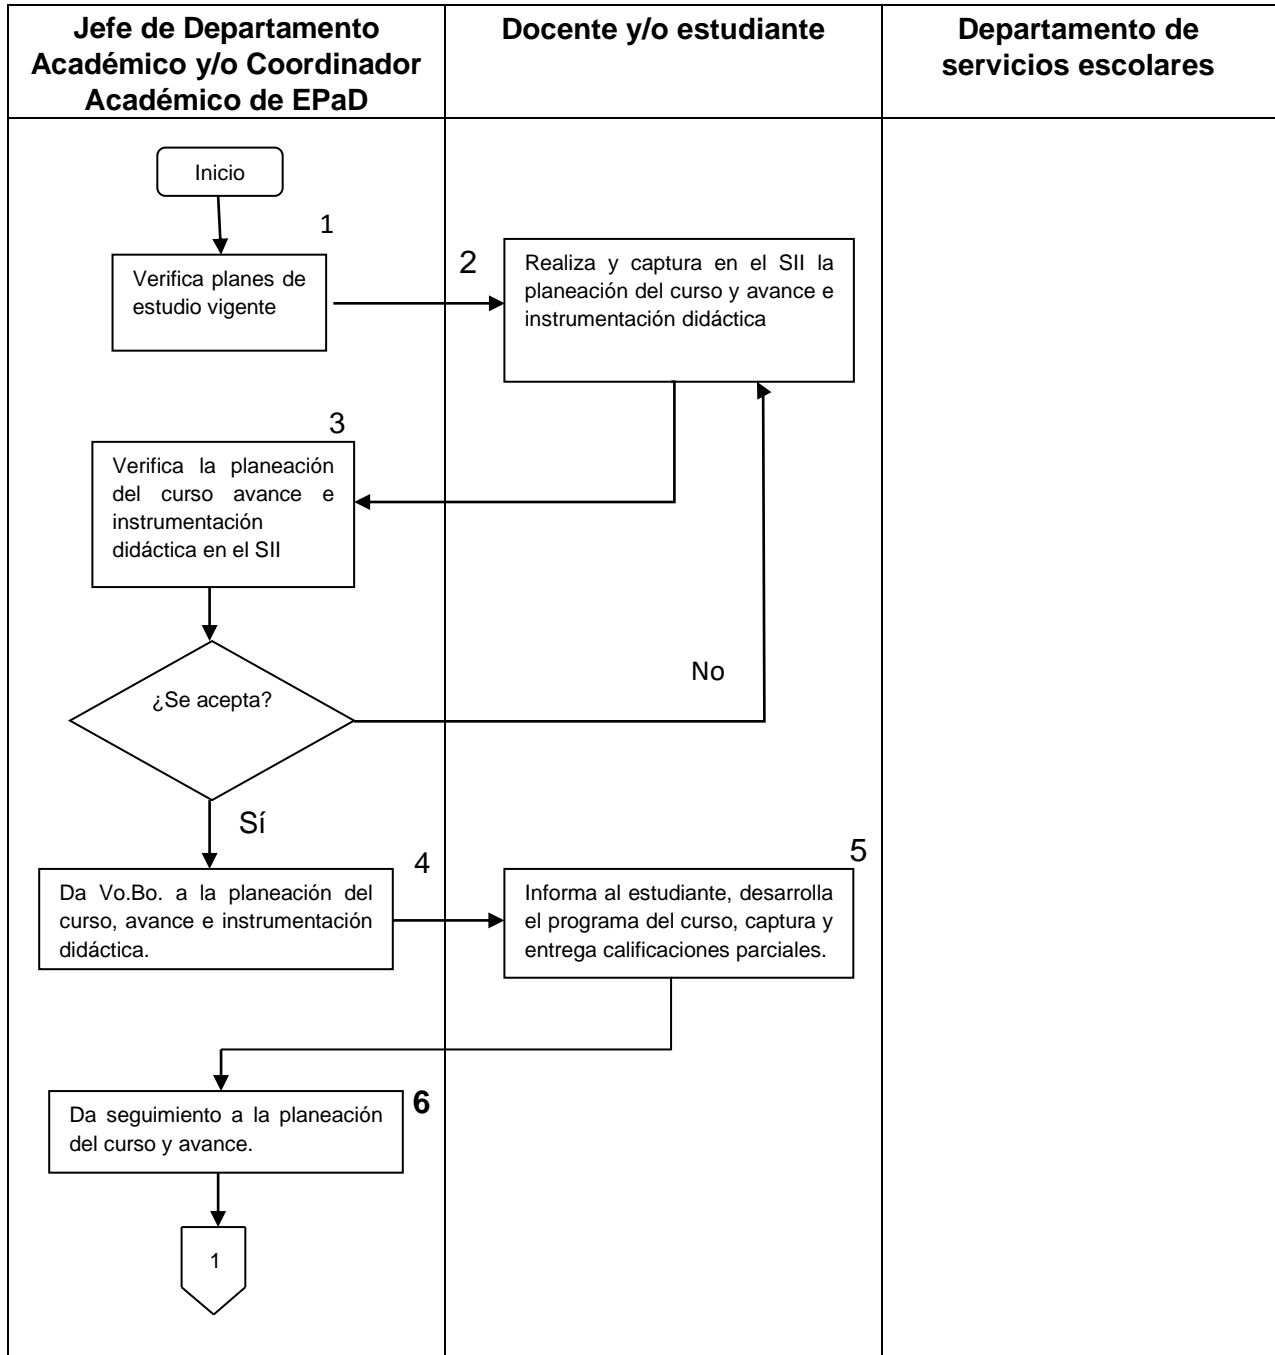 Jefe de Departamento
Académico y/o Coordinador
Académico de EPaD
Docente y/o estudiante
Departamento de
servicios escolares
Inicio
1
Verifica planes de
estudio vigente
2
Realiza y captura en el SII la
planeación del curso y avance e
instrumentación didáctica
3
Verifica la planeación
del curso avance e
instrumentación
didáctica en el SII
¿Se acepta?
No
Sí
4
Da Vo.Bo. a la planeación del
curso, avance e instrumentación
didáctica.
5
Informa al estudiante, desarrolla
el programa del curso, captura y
entrega calificaciones parciales.
6
Da seguimiento a la planeación
del curso y avance.
1